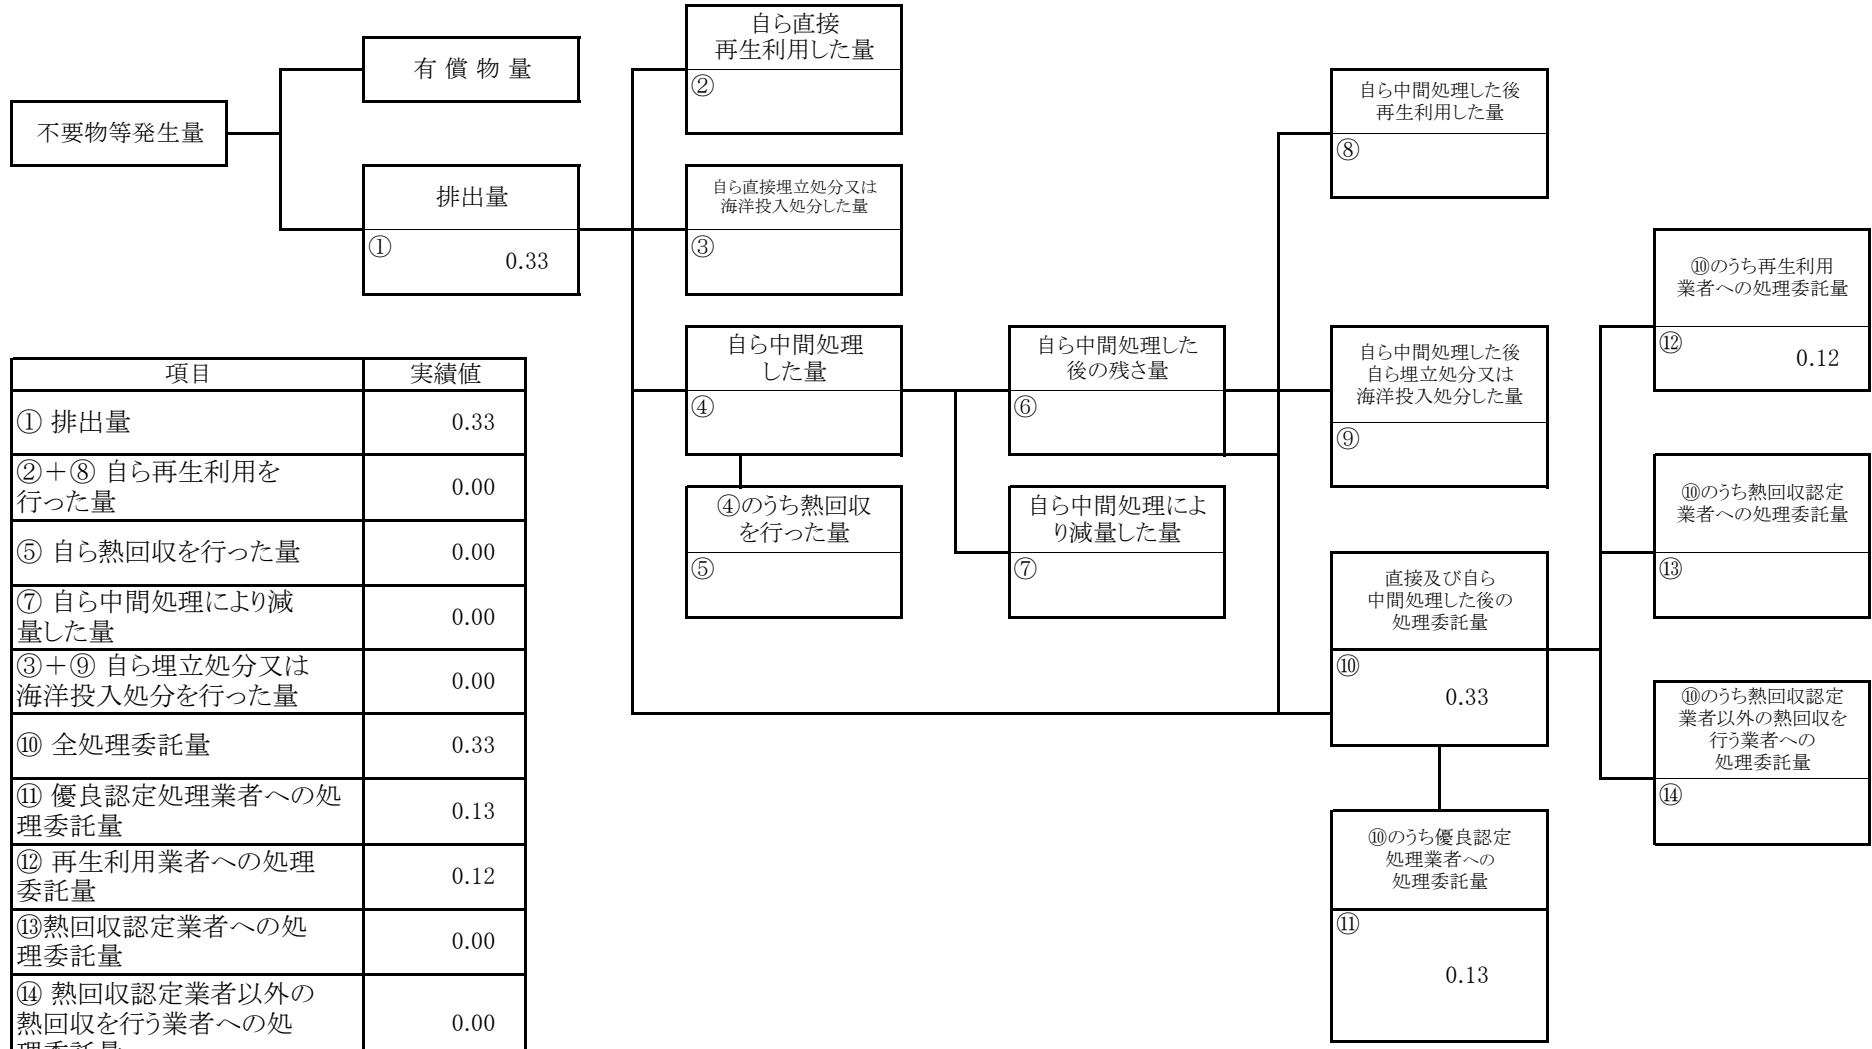 不要物等発生量
有 償 物 量
排出量
①
0.33
自ら直接
再生利用した量
②
自ら直接埋立処分又は
海洋投入処分した量
③
自ら中間処理
した量
④
④のうち熱回収
を行った量
⑤
自ら中間処理した
後の残さ量
⑥
自ら中間処理によ
り減量した量
⑦
自ら中間処理した後
再生利用した量
⑧
自ら中間処理した後
自ら埋立処分又は
海洋投入処分した量
⑨
直接及び自ら
中間処理した後の
処理委託量
⑩
0.33
⑩のうち優良認定
処理業者への
処理委託量
⑪
0.13
⑩のうち再生利用
業者への処理委託量
⑫
0.12
⑩のうち熱回収認定
業者への処理委託量
⑬
⑩のうち熱回収認定
業者以外の熱回収を
行う業者への
処理委託量
⑭
項目 実績値
① 排出量 0.33
②＋⑧ 自ら再生利用を
行った量 0.00
⑤ 自ら熱回収を行った量 0.00
⑦ 自ら中間処理により減
量した量 0.00
③＋⑨ 自ら埋立処分又は
海洋投入処分を行った量 0.00
⑩ 全処理委託量 0.33
⑪ 優良認定処理業者への処
理委託量 0.13
⑫ 再生利用業者への処理
委託量 0.12
⑬熱回収認定業者への処
理委託量 0.00
⑭ 熱回収認定業者以外の
熱回収を行う業者への処 0.00
理委託量